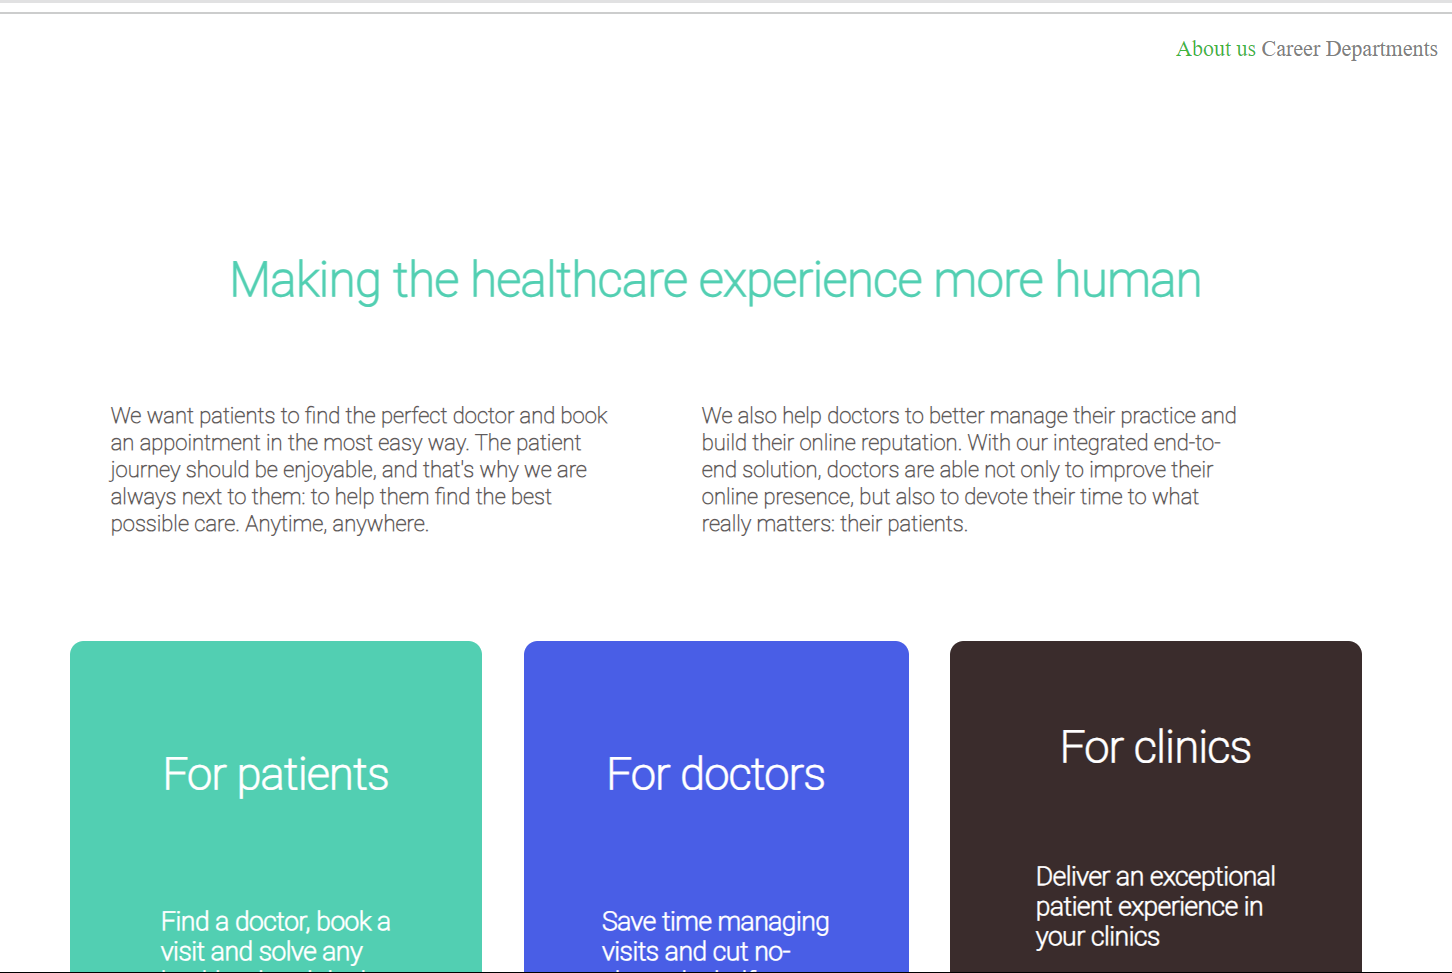 About us Career Departments
Making the healthcare experience more human
We want patients to find the perfect doctor and book
an appointment in the most easy way. The patient
journey should be enjoyable, and that's why we are
always next to them: to help them find the best
possible care. Anytime, anywhere.
We also help doctors to better manage their practice and
build their online reputation. With our integrated end-to-
end solution, doctors are able not only to improve their
online presence, but also to devote their time to what
really matters: their patients.
For patients
Find a doctor, book a
visit and solve any
For doctors
Save time managing
visits and cut no-
For clinics
Deliver an exceptional
patient experience in
your clinics